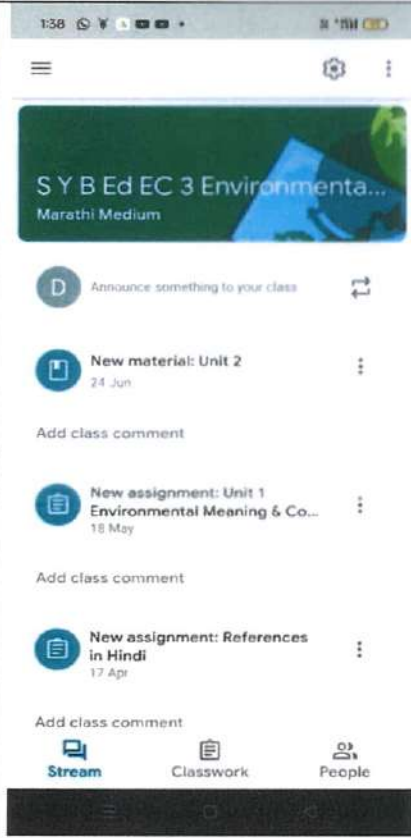 1:38
S Y B Ed EC 3 Environmenta...
Marathi Medium
D
Announce something to your class
New material: Unit 2
24 Jun
Add class comment
New assignment: Unit 1
Environmental Meaning & Co...
18 May
Add class comment
New assignment: References
in Hindi
17 Apr
Add class comment
Stream Classwork People